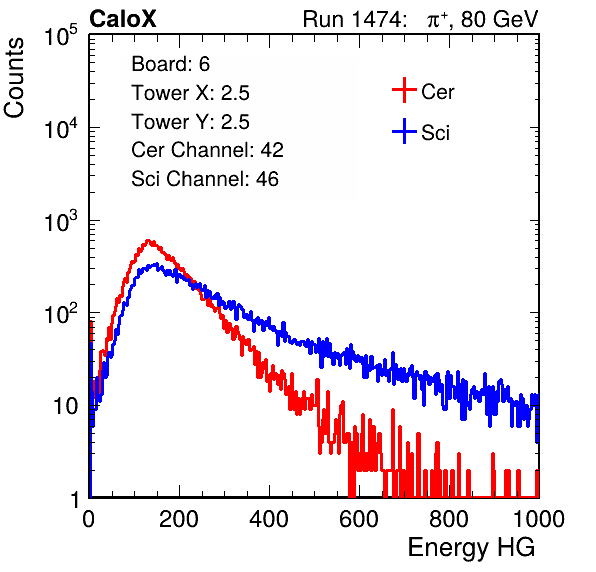 CaloX Run 1474: π⁺, 80 GeV
Counts
10⁵
10⁴
10³
10²
10
1
Board: 6
Tower X: 2.5
Tower Y: 2.5
Cer Channel: 42
Sci Channel: 46
Cer
Sci
0 200 400 600 800 1000
Energy HG